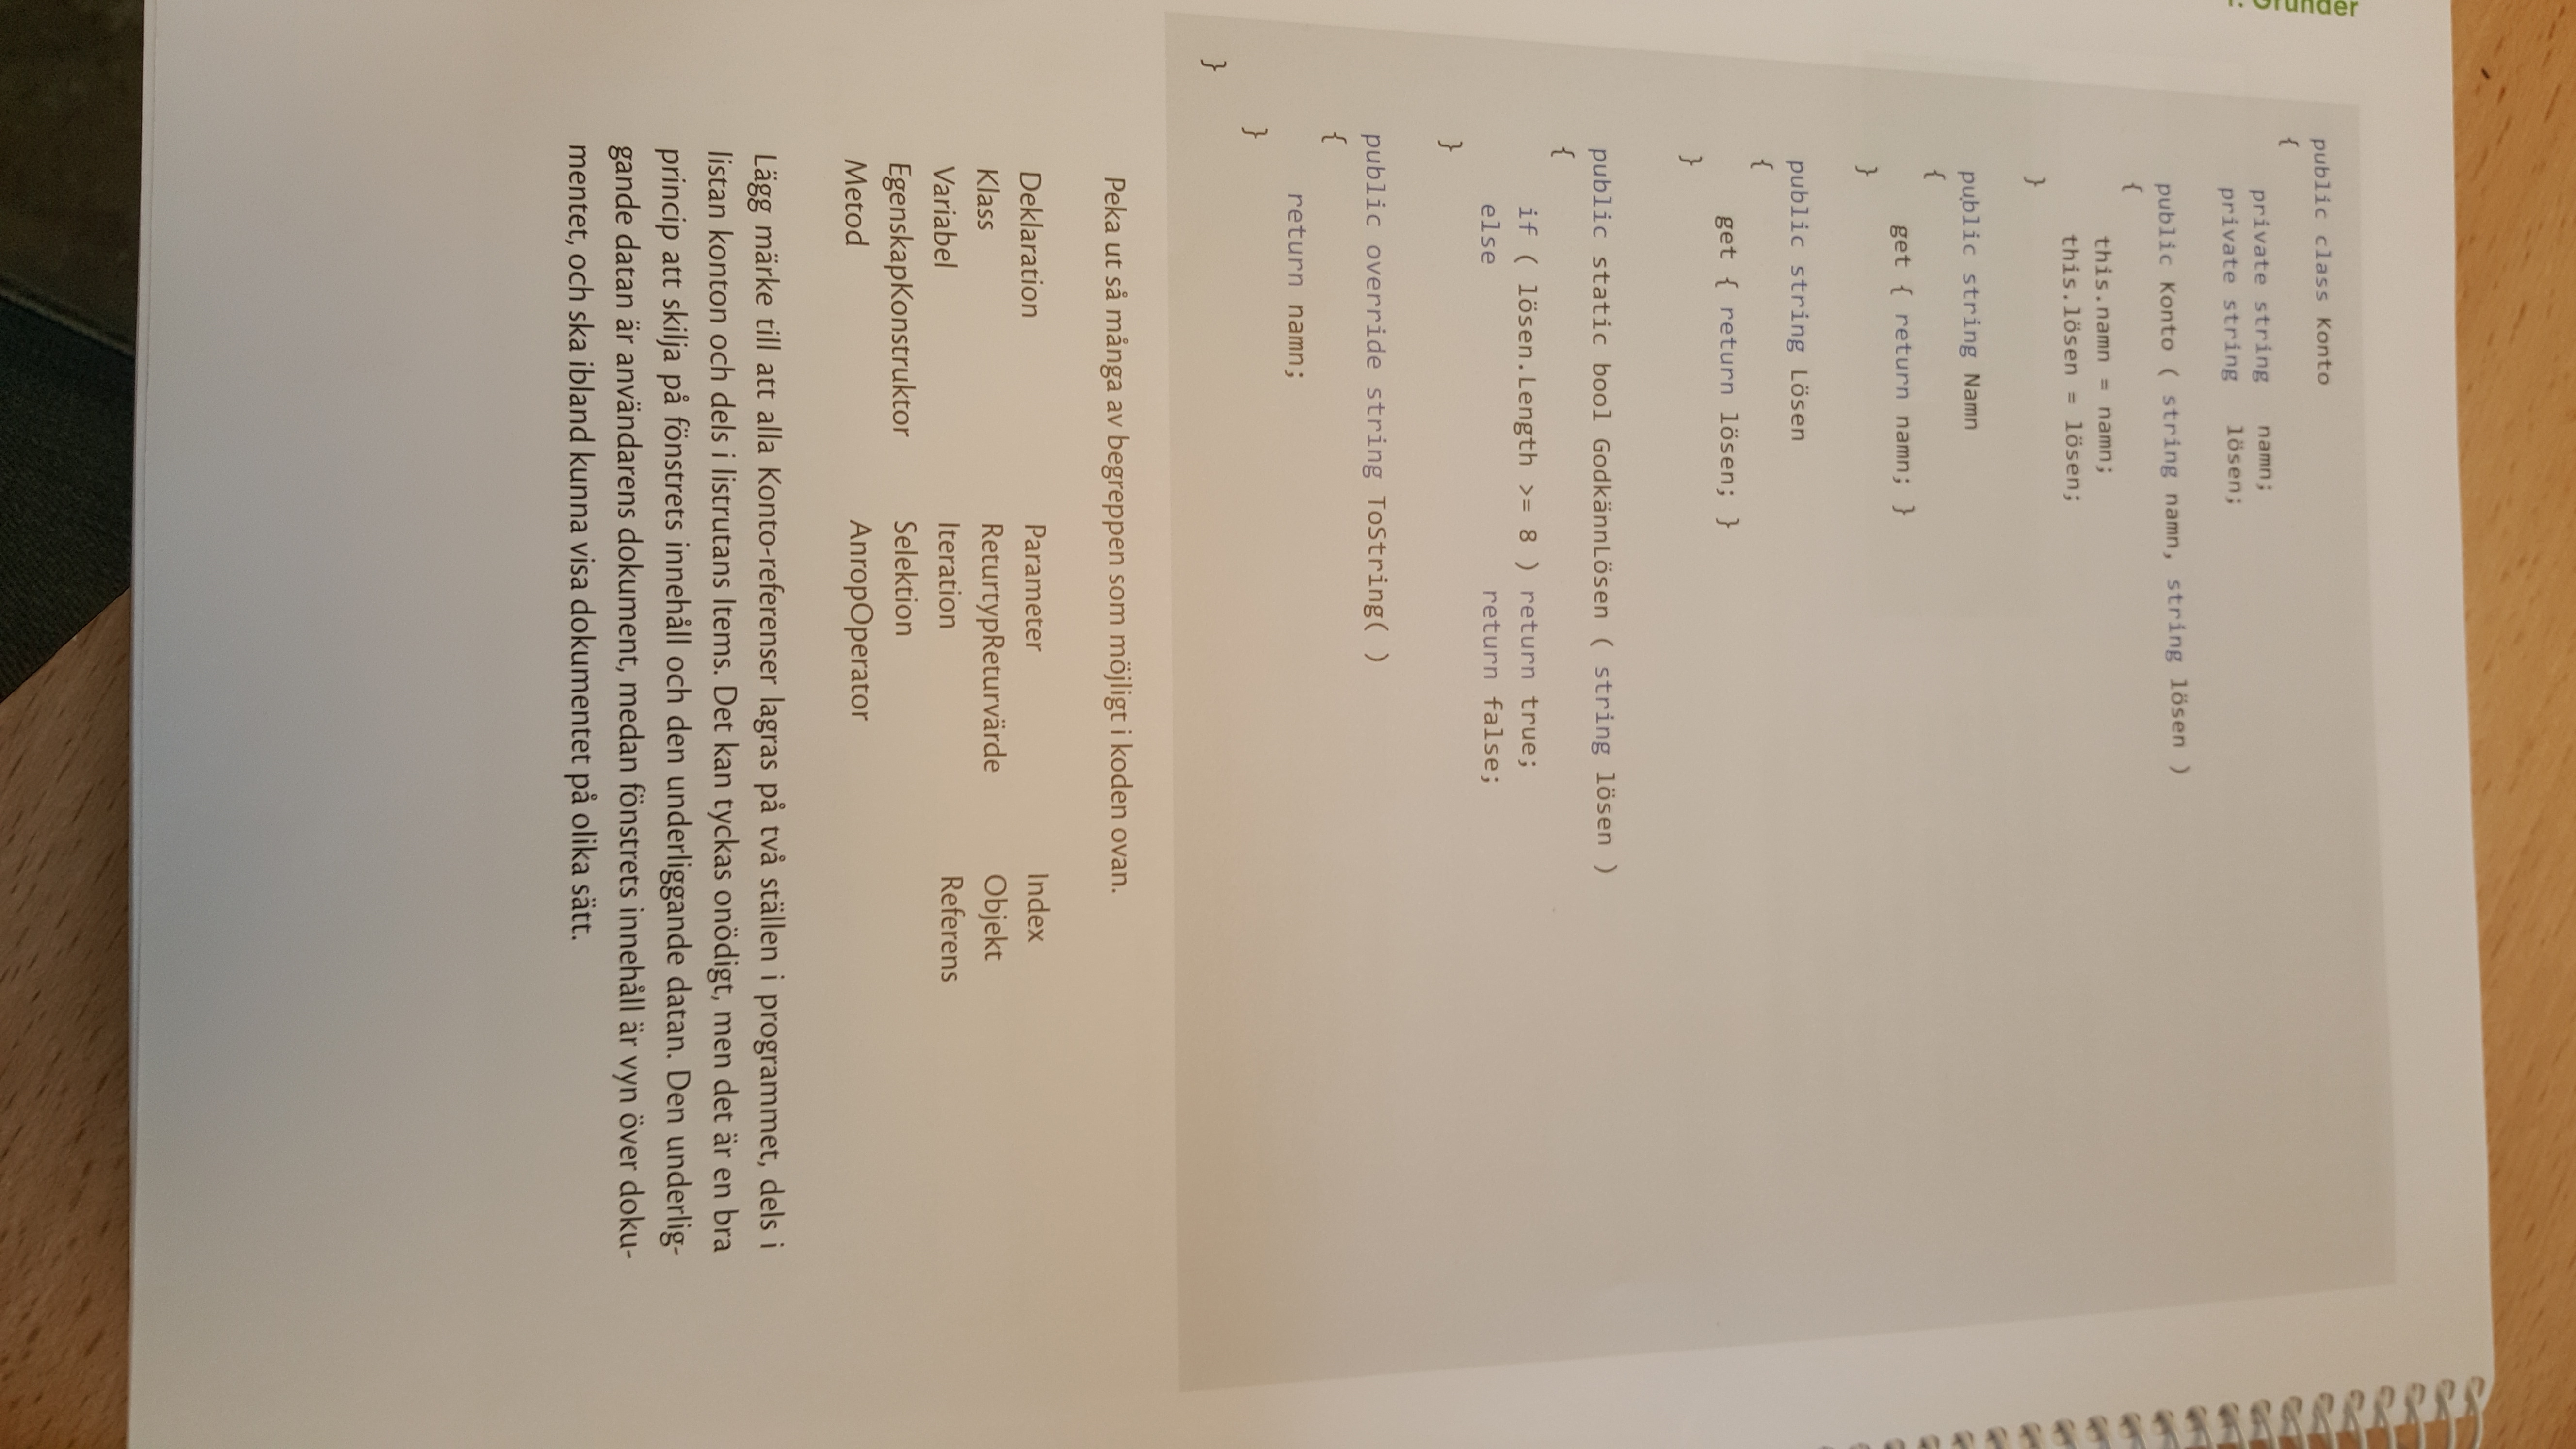 1. Grunder
public class Konto
{
private string namn;
private string lösen;
public Konto ( string namn, string lösen )
{
this.namn = namn;
this.lösen = lösen;
}
public string Namn
{
get { return namn; }
}
public string Lösen
{
get { return lösen; }
}
public static bool GodkännLösen ( string lösen )
{
if ( lösen.Length >= 8 ) return true;
else return false;
}
public override string ToString( )
{
return namn;
}
}
Peka ut så många av begreppen som möjligt i koden ovan.
Deklaration
Klass
Variabel
EgenskapKonstruktor
Metod
Parameter
ReturtypReturvärde
Iteration
Selektion
AnropOperator
Index
Objekt
Referens
Lägg märke till att alla Konto-referenser lagras på två ställen i programmet, dels i
listan konton och dels i listrutans Items. Det kan tyckas onödigt, men det är en bra
princip att skilja på fönstrets innehåll och den underliggande datan. Den underlig-
gande datan är användarens dokument, medan fönstrets innehåll är vyn över doku-
mentet, och ska ibland kunna visa dokumentet på olika sätt.